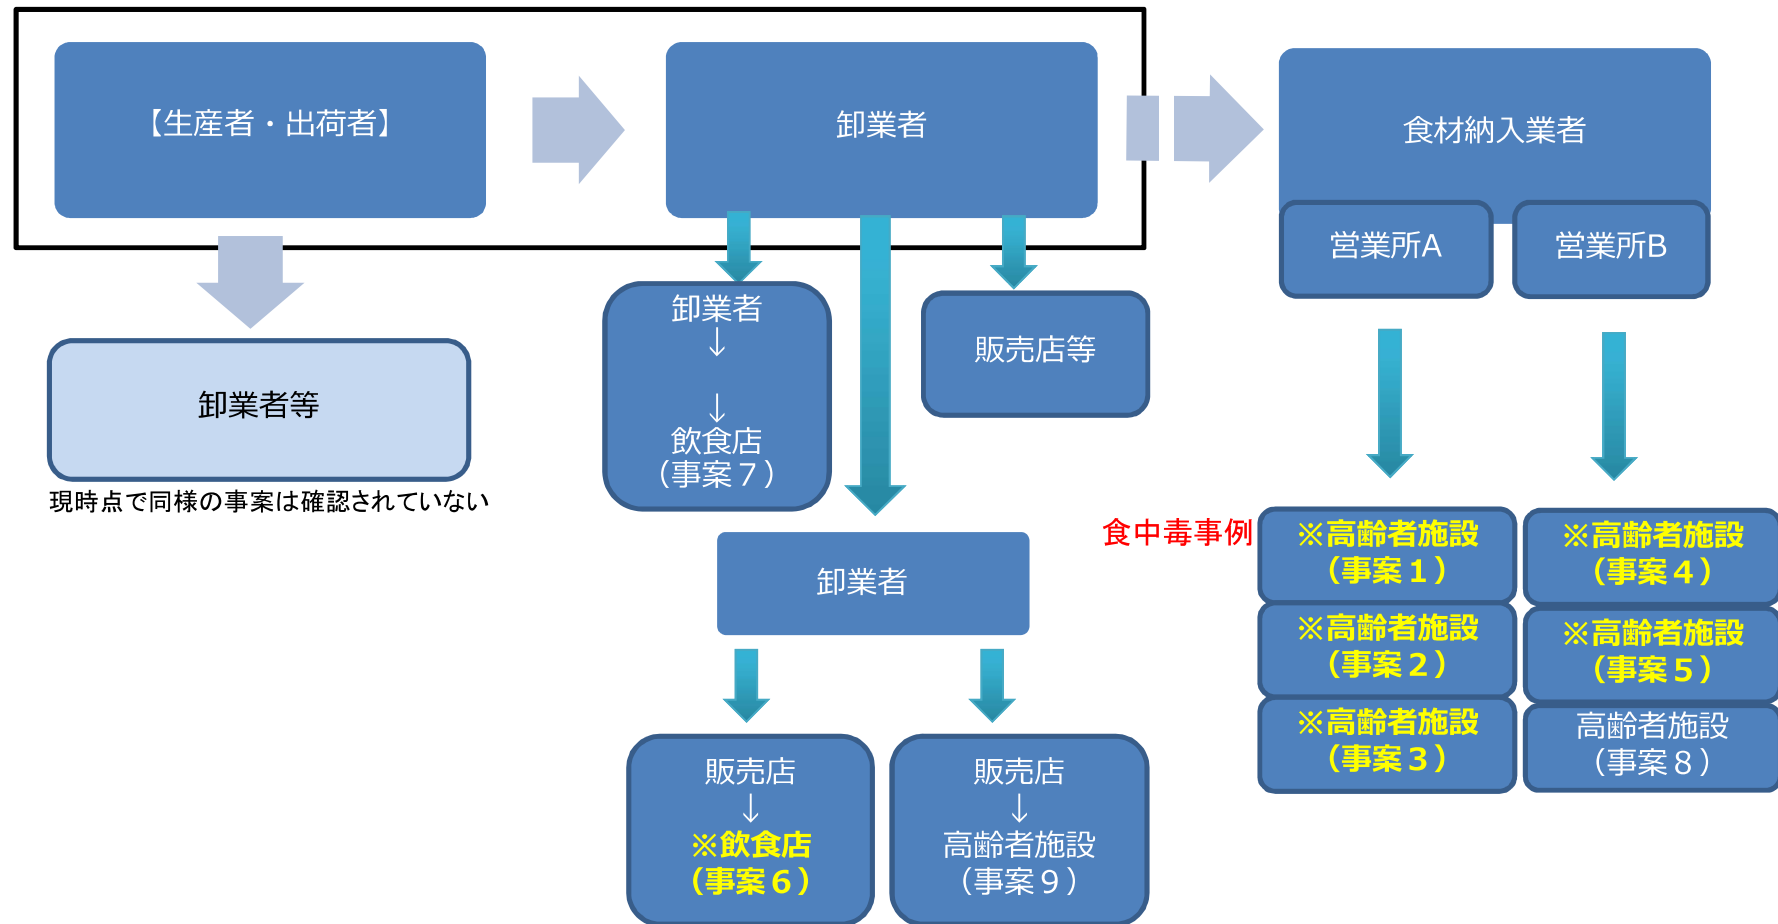 【生産者・出荷者】
卸業者
食材納入業者
営業所A
営業所B
卸業者等
現時点で同様の事案は確認されていない
卸業者
↓
↓
飲食店
（事案７）
販売店等
卸業者
販売店
↓
※飲食店
（事案６）
販売店
↓
高齢者施設
（事案９）
食中毒事例
※高齢者施設
（事案１）
※高齢者施設
（事案２）
※高齢者施設
（事案３）
※高齢者施設
（事案４）
※高齢者施設
（事案５）
高齢者施設
（事案８）